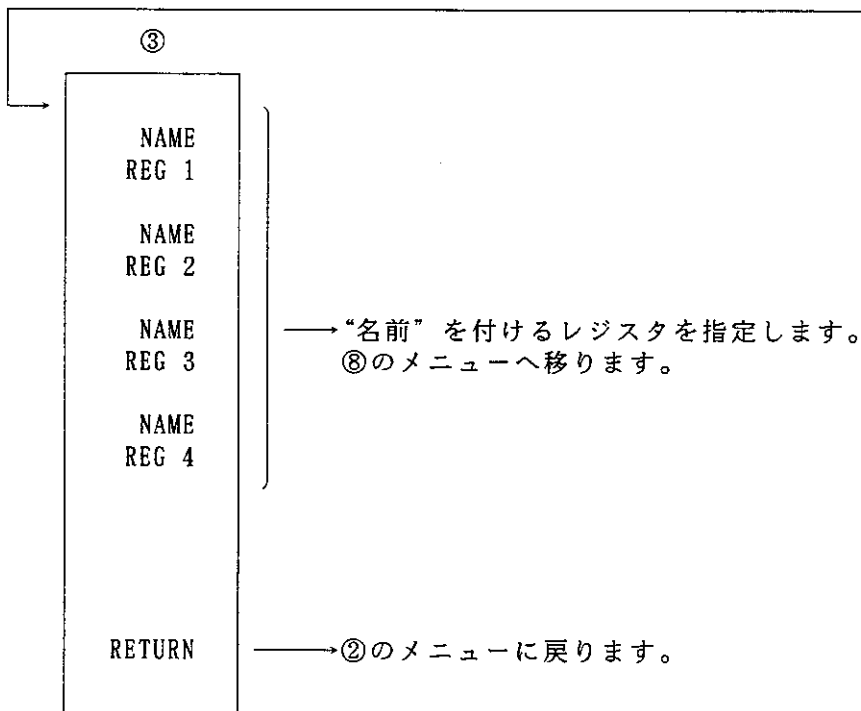 ③
NAME
REG 1
NAME
REG 2
NAME
REG 3
NAME
REG 4
“名前”を付けるレジスタを指定します。
⑧のメニューへ移ります。
RETURN
②のメニューに戻ります。